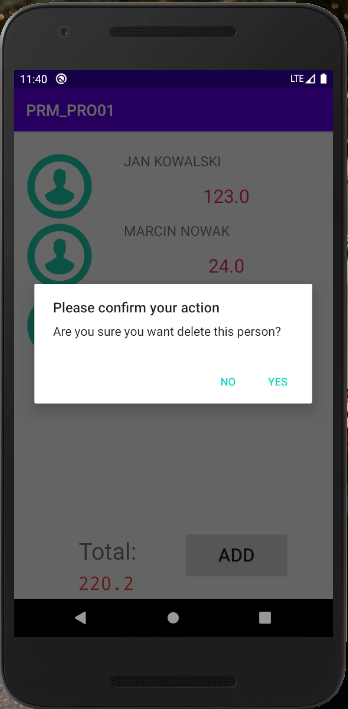 11:40 LTE
PRM_PRO01
JAN KOWALSKI
123.0
MARCIN NOWAK
24.0
Please confirm your action
Are you sure you want delete this person?
NO YES
Total:
ADD
220.2